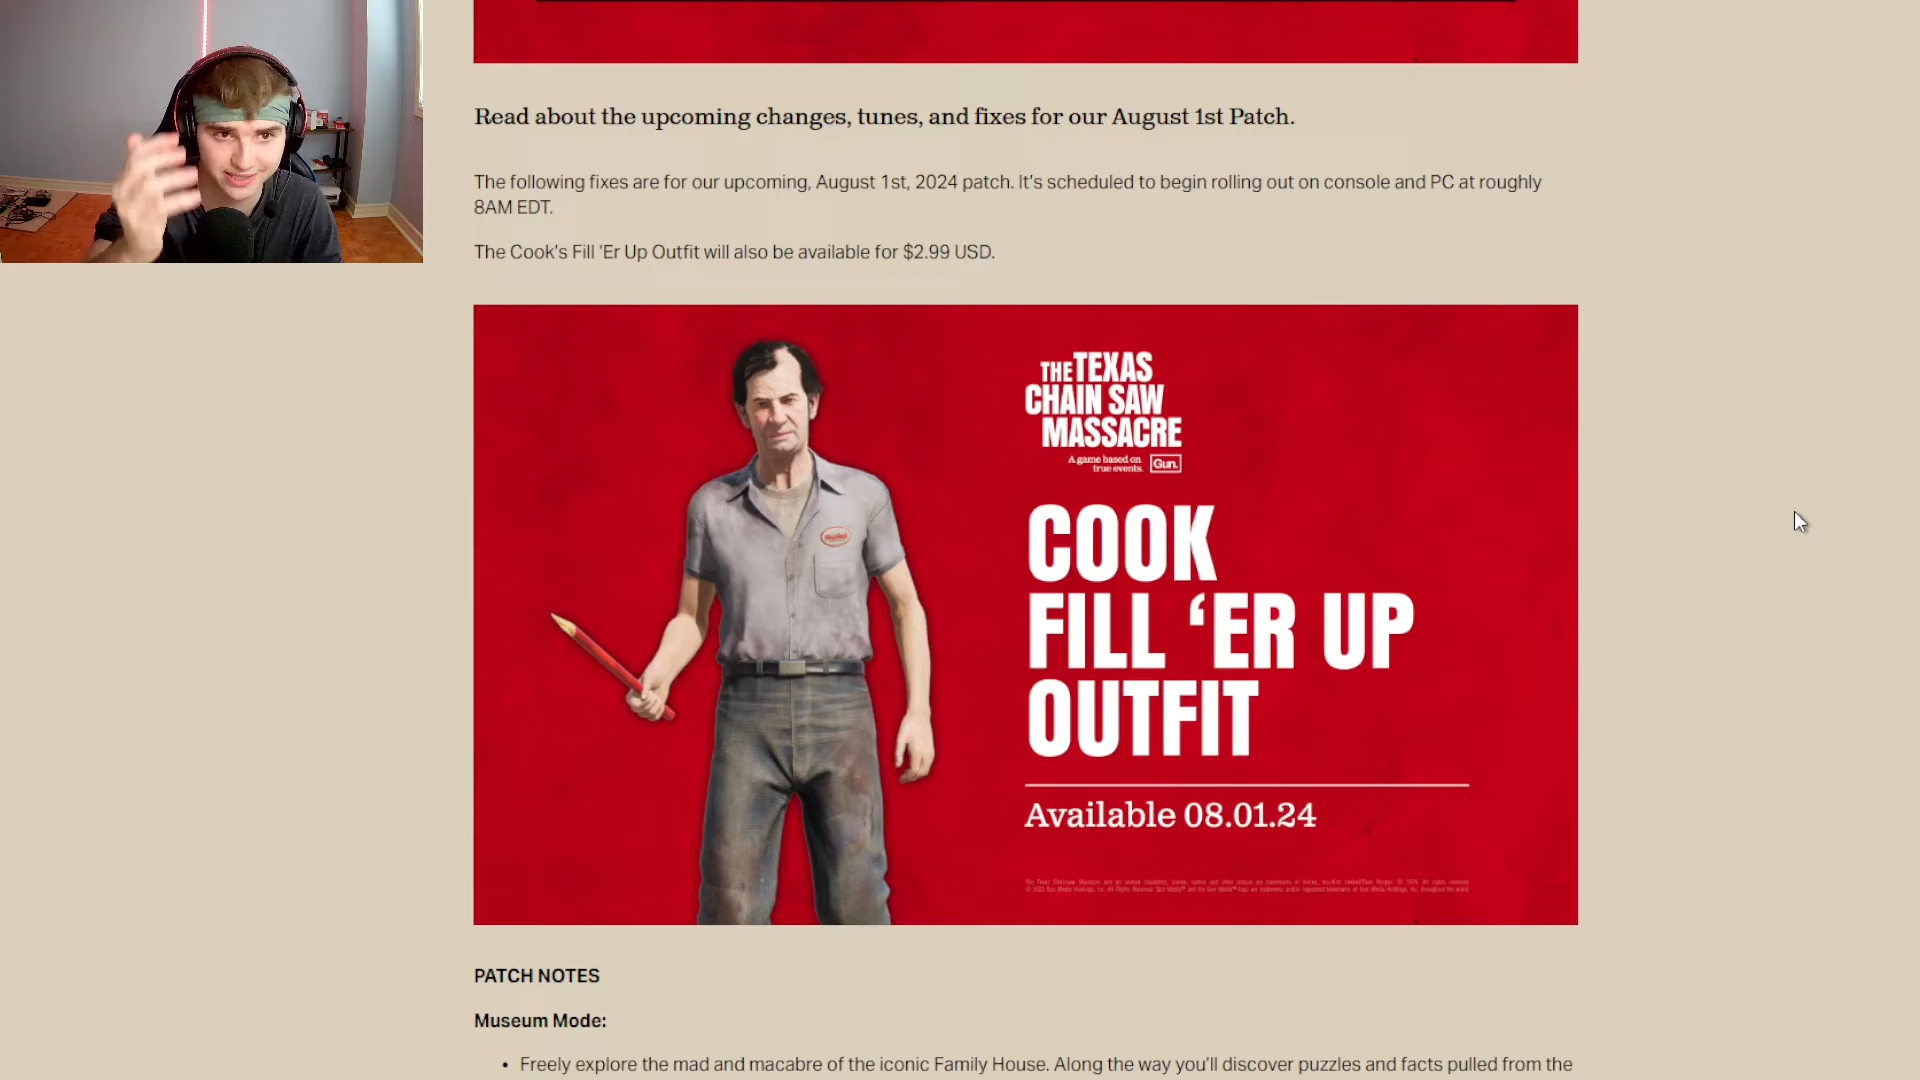 Read about the upcoming changes, tunes, and fixes for our August 1st Patch.
The following fixes are for our upcoming, August 1st, 2024 patch. It's scheduled to begin rolling out on console and PC at roughly
8AM EDT.
The Cook's Fill 'Er Up Outfit will also be available for $2.99 USD.
THE TEXAS
CHAIN SAW
MASSACRE
A game based on
true events.
Gun.
COOK
FILL ‘ER UP
OUTFIT
Available 08.01.24
PATCH NOTES
Museum Mode:
• Freely explore the mad and macabre of the iconic Family House. Along the way you'll discover puzzles and facts pulled from the